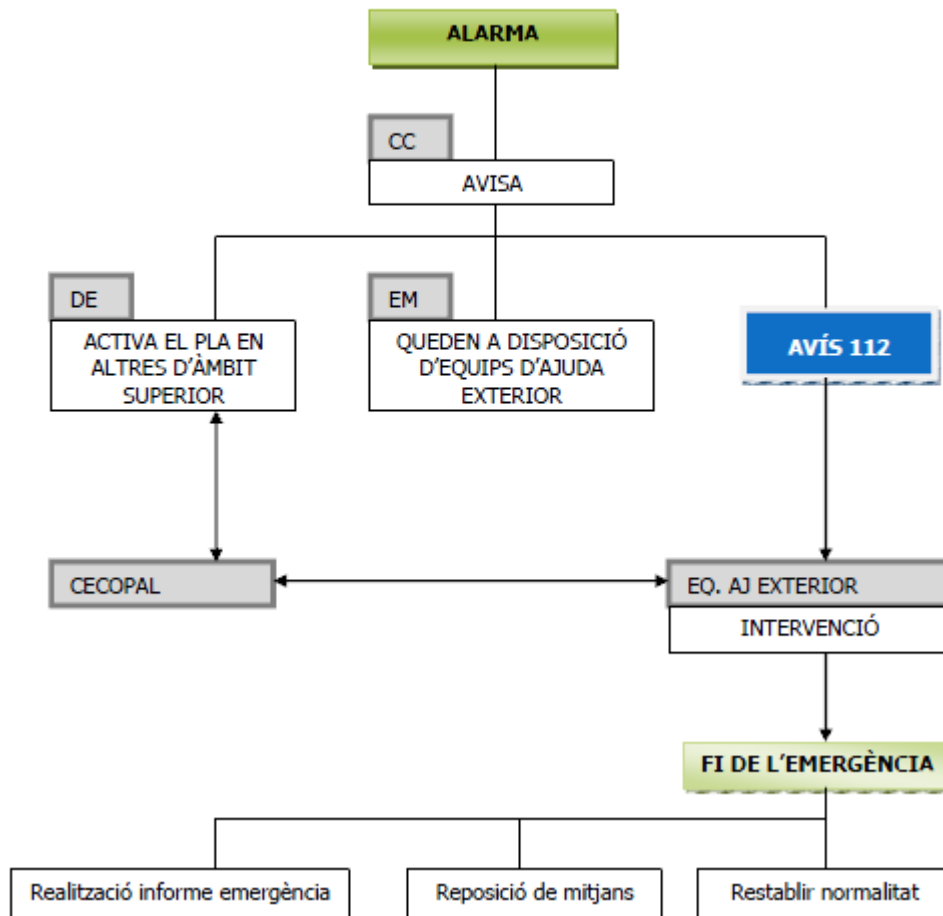 ALARMA
CC
AVISA
DE
ACTIVA EL PLA EN
ALTRES D'ÀMBIT
SUPERIOR
EM
QUEDEN A DISPOSICIÓ
D'EQUIPS D'AJUDA
EXTERIOR
AVÍS 112
CECOPAL
EQ. AJ EXTERIOR
INTERVENCIÓ
FI DE L'EMERGÈNCIA
Realització informe emergència
Reposició de mitjans
Restablir normalitat